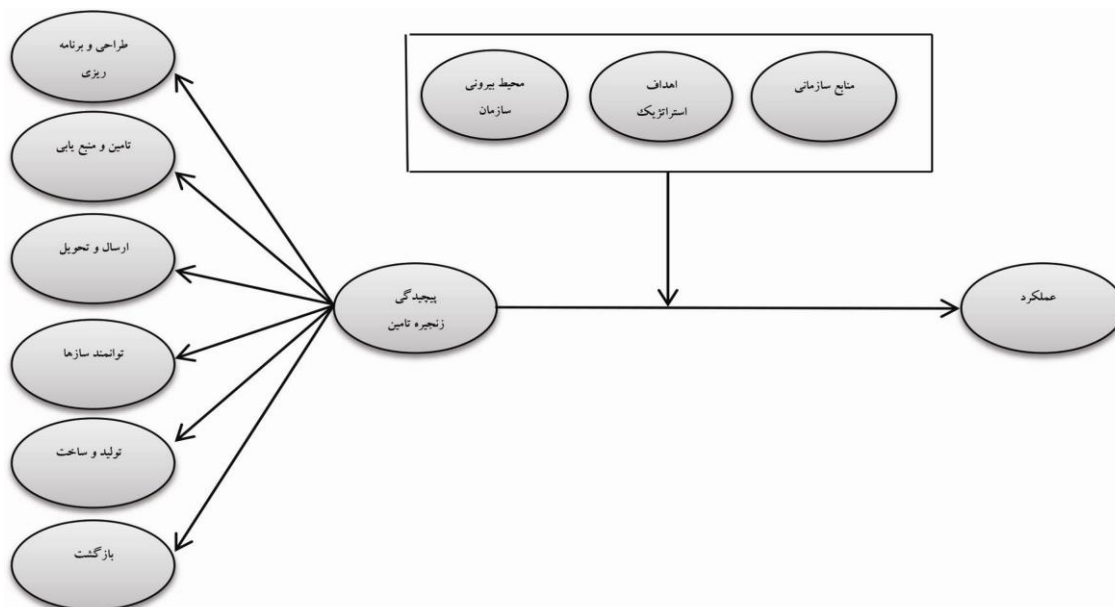 طراحی و برنامه
ریزی
تامین و منبع یابی
ارسال و تحویل
توانمند سازها
تولید و ساخت
بازگشت
منابع سازمانی
اهداف
استراتژیک
محیط بیرونی
سازمان
پیچیدگی
زنجیره تامین
عملکرد